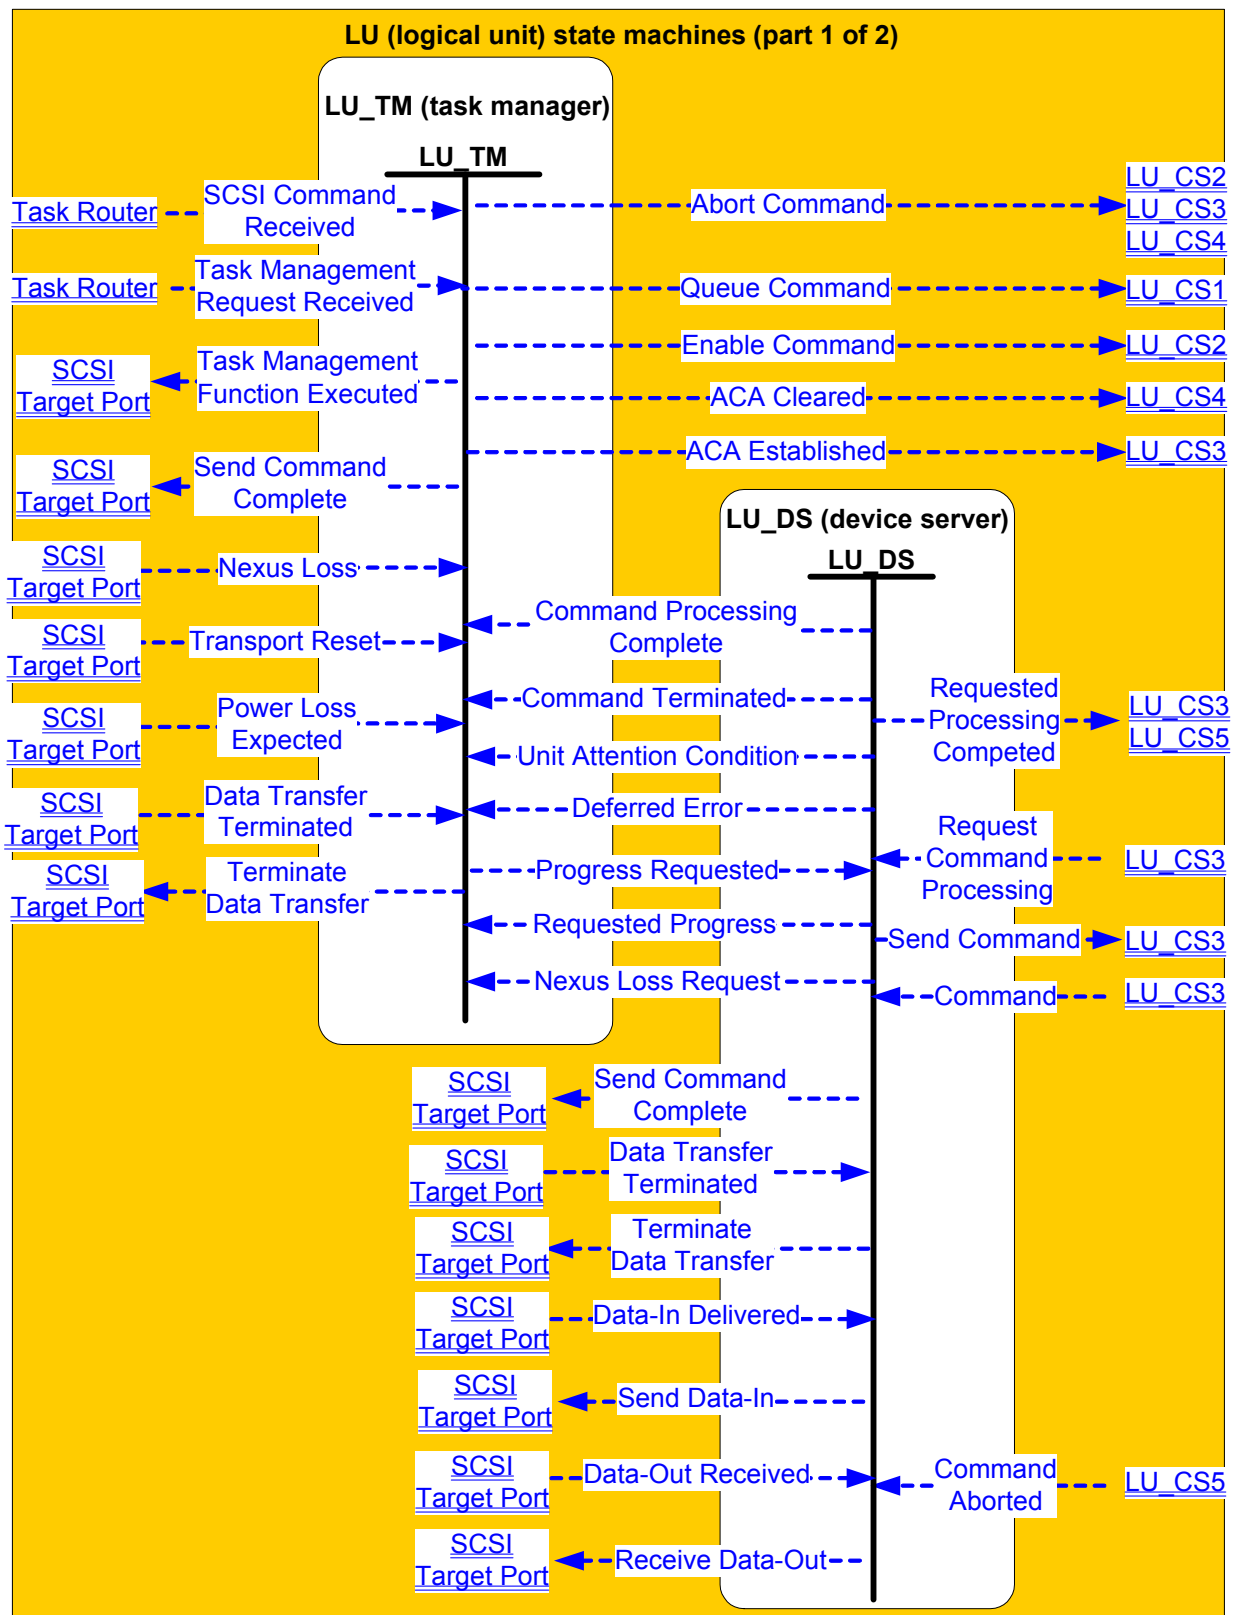 LU (logical unit) state machines (part 1 of 2)
LU_TM (task manager)
LU_TM
Task Router
SCSI Command
Received
Abort Command
LU_CS2
LU_CS3
LU_CS4
Task Router
Task Management
Request Received
Queue Command
LU_CS1
Enable Command
LU_CS2
SCSI
Target Port
Task Management
Function Executed
ACA Cleared
LU_CS4
ACA Established
LU_CS3
SCSI
Target Port
Send Command
Complete
LU_DS (device server)
LU_DS
SCSI
Target Port
Nexus Loss
Command Processing
Complete
SCSI
Target Port
Transport Reset
Command Terminated
Requested
Processing
Competed
LU_CS3
LU_CS5
SCSI
Target Port
Power Loss
Expected
Unit Attention Condition
SCSI
Target Port
Data Transfer
Terminated
Deferred Error
Request
Command
Processing
LU_CS3
SCSI
Target Port
Terminate
Data Transfer
Progress Requested
Requested Progress
Send Command
LU_CS3
Nexus Loss Request
Command
LU_CS3
SCSI
Target Port
Send Command
Complete
SCSI
Target Port
Data Transfer
Terminated
SCSI
Target Port
Terminate
Data Transfer
SCSI
Target Port
Data-In Delivered
SCSI
Target Port
Send Data-In
SCSI
Target Port
Data-Out Received
Command
Aborted
LU_CS5
SCSI
Target Port
Receive Data-Out